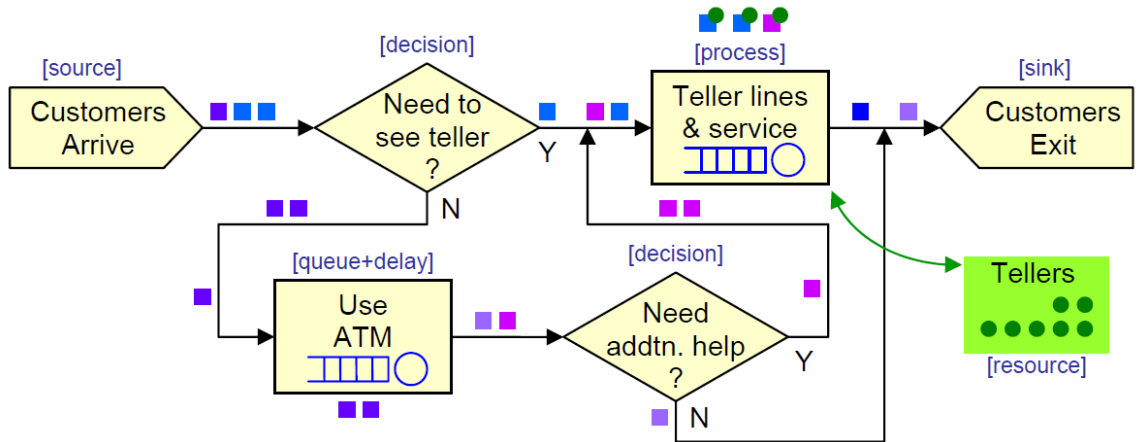 [source]
Customers
Arrive
[decision]
Need to
see teller
?
Y
N
[process]
Teller lines
& service
[sink]
Customers
Exit
[queue+delay]
Use
ATM
[decision]
Need
addtn. help
?
Y
N
Tellers
[resource]